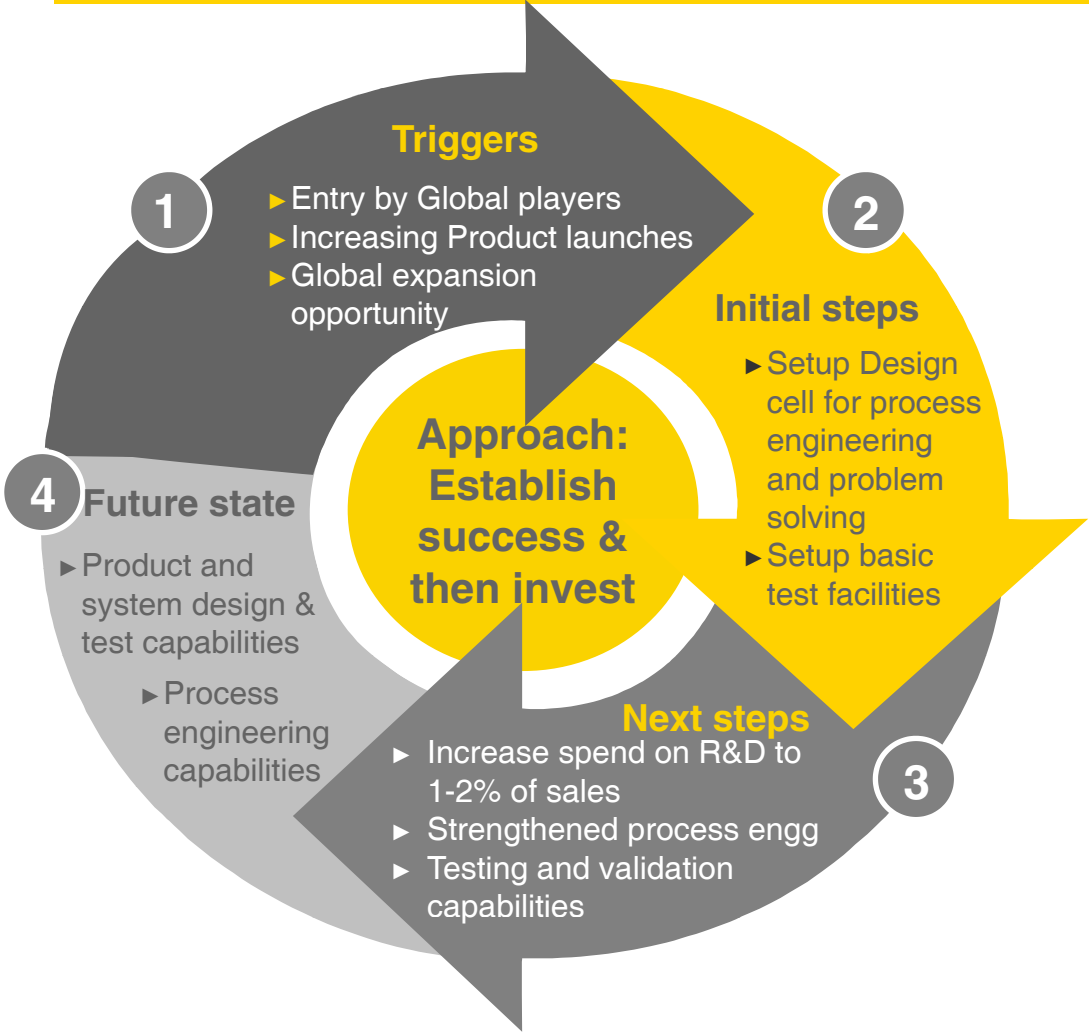 1
Triggers
► Entry by Global players
► Increasing Product launches
► Global expansion
opportunity
2
Initial steps
► Setup Design
cell for process
engineering
and problem
solving
► Setup basic
test facilities
Approach:
Establish
success &
then invest
3
Next steps
► Increase spend on R&D to
1-2% of sales
► Strengthened process engg
► Testing and validation
capabilities
4
Future state
► Product and
system design &
test capabilities
► Process
engineering
capabilities